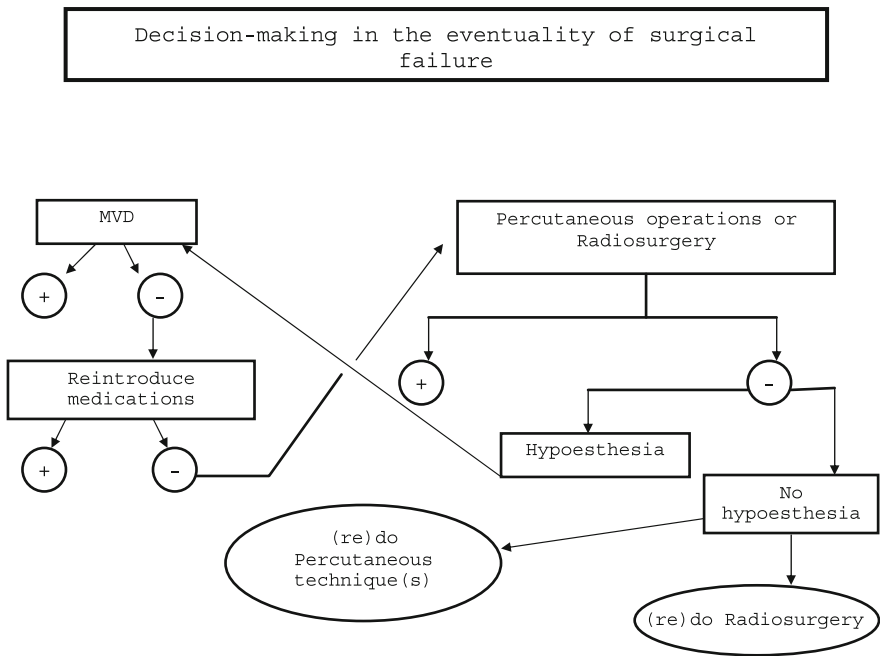 Decision-making in the eventuality of surgical
failure
MVD
Percutaneous operations or
Radiosurgery
+
-
Reintroduce
medications
+
-
+
-
Hypoesthesia
No
hypoesthesia
(re)do
Percutaneous
technique(s)
(re)do Radiosurgery